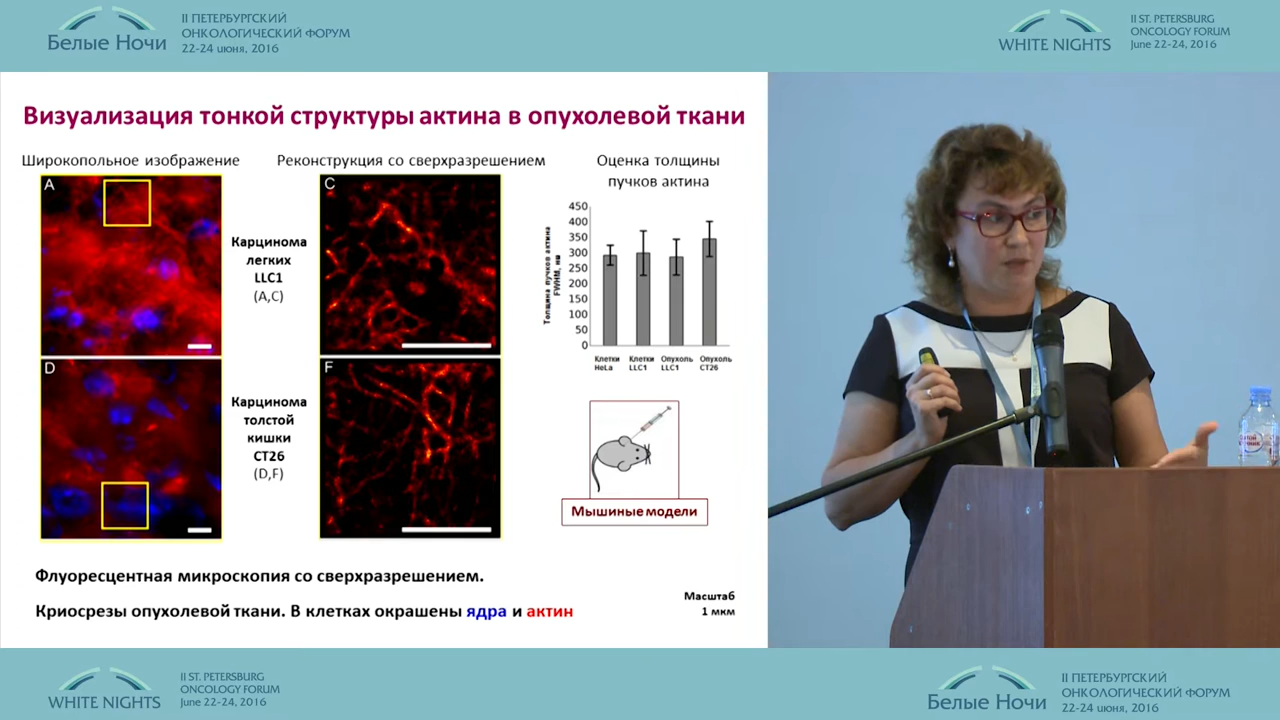 Белые Ночи
II ПЕТЕРБУРГСКИЙ
ОНКОЛОГИЧЕСКИЙ ФОРУМ
22-24 июня, 2016
WHITE NIGHTS
II ST. PETERSBURG
ONCOLOGY FORUM
June 22-24, 2016
Визуализация тонкой структуры актина в опухолевой ткани
Широкопольное изображение
Реконструкция со сверхразрешением
Оценка толщины
пучков актина
A
Карцинома
легких
LLC1
(A,C)
C
D
Карцинома
толстой
кишки
CT26
(D,F)
F
Толщина пучков актина
FWHM, нм
450
400
350
300
250
200
150
100
50
0
Клетки
HeLa
Клетки
LLC1
Опухоль
LLC1
Опухоль
CT26
Мышиные модели
Флуоресцентная микроскопия со сверхразрешением.
Криосрезы опухолевой ткани. В клетках окрашены ядра и актин
Масштаб
1 мкм
WHITE NIGHTS
II ST. PETERSBURG
ONCOLOGY FORUM
June 22-24, 2016
Белые Ночи
II ПЕТЕРБУРГСКИЙ
ОНКОЛОГИЧЕСКИЙ ФОРУМ
22-24 июня, 2016